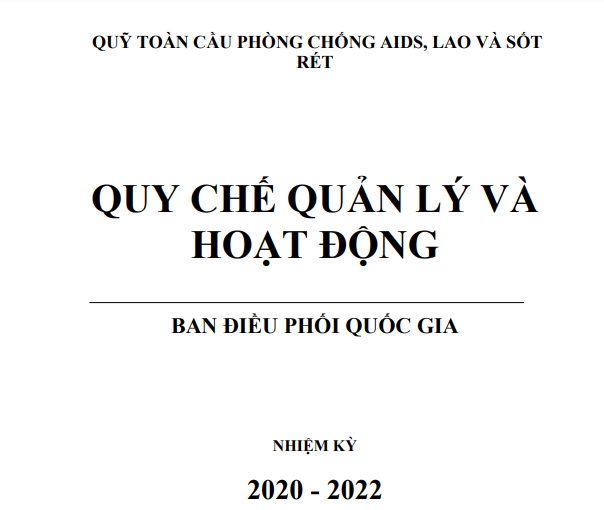 QUỸ TOÀN CẦU PHÒNG CHỐNG AIDS, LAO VÀ SỐT
RÉT
QUY CHẾ QUẢN LÝ VÀ
HOẠT ĐỘNG
BAN ĐIỀU PHỐI QUỐC GIA
NHIỆM KỲ
2020 - 2022